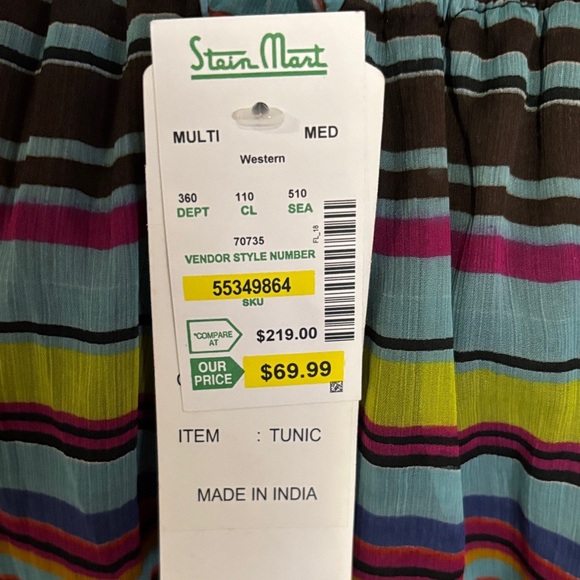 Stein Mart
MULTI MED
Western
360 110 510
DEPT CL SEA
70735
VENDOR STYLE NUMBER
FL_18
55349864
SKU
*COMPARE AT $219.00
OUR PRICE $69.99
ITEM : TUNIC
MADE IN INDIA